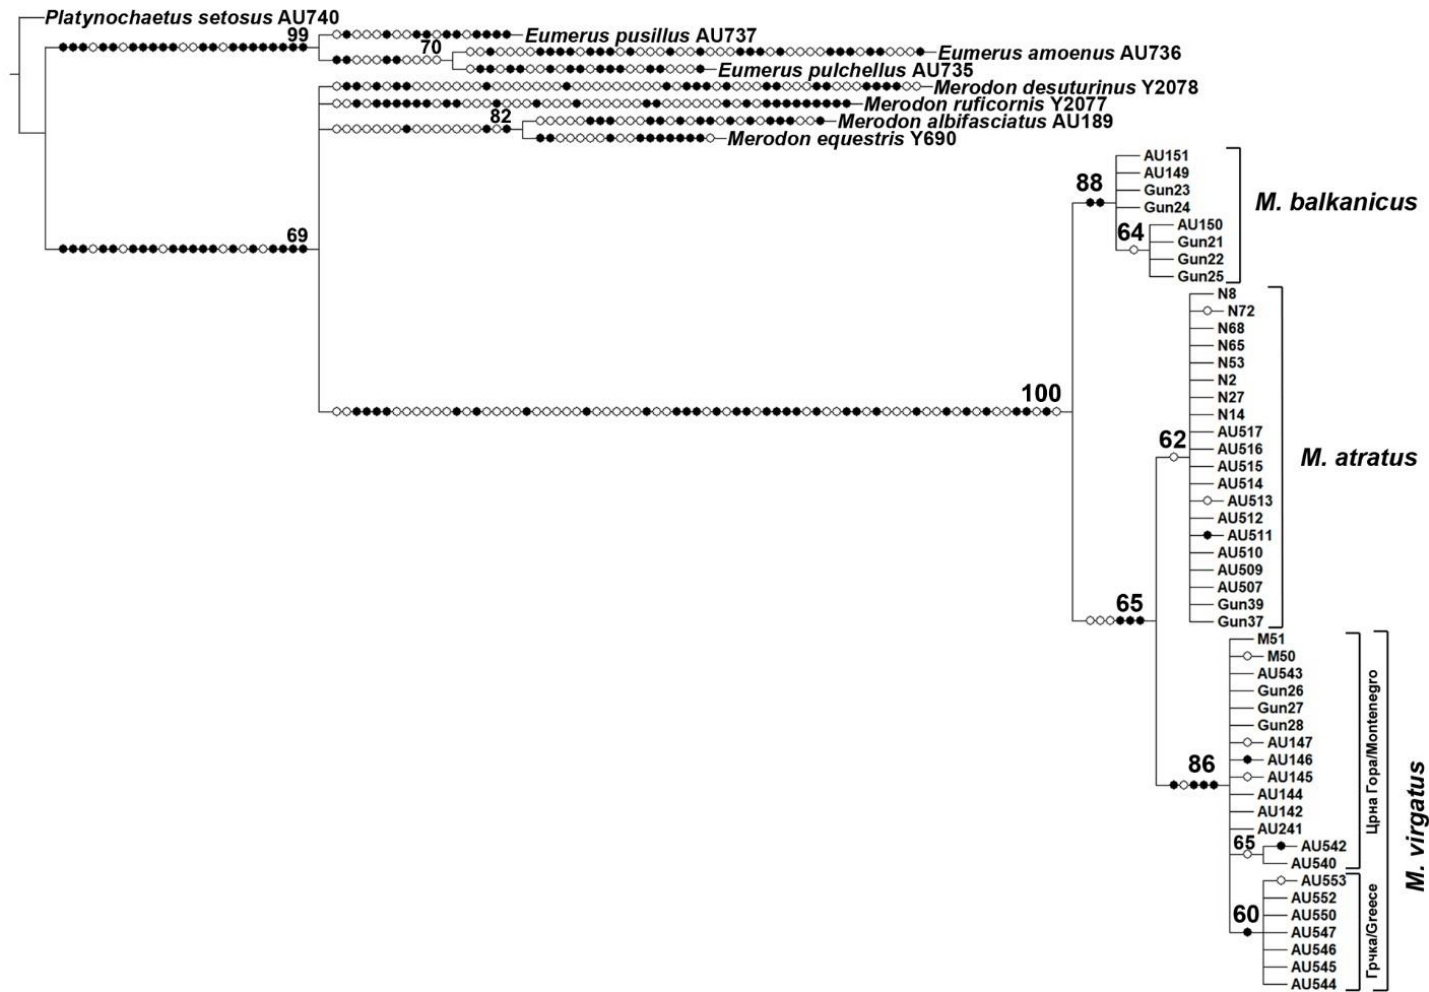 Platynochaetus setosus AU740
99
Eumerus pusillus AU737
70
Eumerus amoenus AU736
Eumerus pulchellus AU735
Merodon desuturinus Y2078
Merodon ruficornis Y2077
82
Merodon albifasciatus AU189
Merodon equestris Y690
69
100
88
AU151
AU149
Gun23
Gun24
64
AU150
Gun21
Gun22
Gun25
M. balkanicus
65
62
N8
N72
N68
N65
N53
N2
N27
N14
AU517
AU516
AU515
AU514
AU513
AU512
AU511
AU510
AU509
AU507
Gun39
Gun37
M. atratus
86
M51
M50
AU543
Gun26
Gun27
Gun28
AU147
AU146
AU145
AU144
AU142
AU241
65
AU542
AU540
Црна Гора/Montenegro
60
AU553
AU552
AU550
AU547
AU546
AU545
AU544
Грчка/Greece
M. virgatus